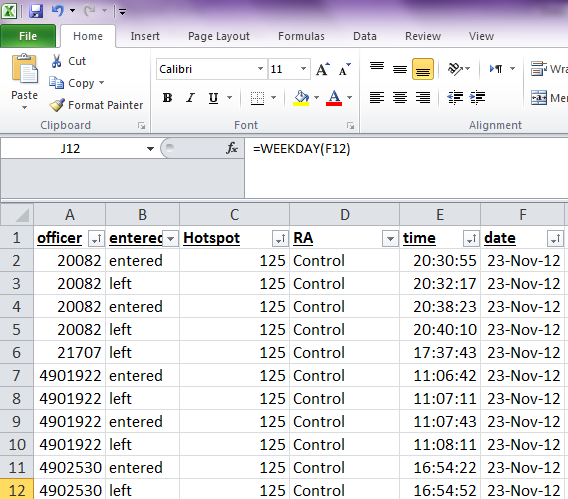 File Home Insert Page Layout Formulas Data Review View
Paste
Cut
Copy
Format Painter
Clipboard
Calibri 11 A A
B I U A
Font
Wra
Mer
Alignment
J12 fx =WEEKDAY(F12)
A B C D E F
1 officer entered Hotspot RA time date
2 20082 entered 125 Control 20:30:55 23-Nov-12
3 20082 left 125 Control 20:32:17 23-Nov-12
4 20082 entered 125 Control 20:38:23 23-Nov-12
5 20082 left 125 Control 20:40:10 23-Nov-12
6 21707 left 125 Control 17:37:43 23-Nov-12
7 4901922 entered 125 Control 11:06:42 23-Nov-12
8 4901922 left 125 Control 11:07:11 23-Nov-12
9 4901922 entered 125 Control 11:07:43 23-Nov-12
10 4901922 left 125 Control 11:08:11 23-Nov-12
11 4902530 entered 125 Control 16:54:22 23-Nov-12
12 4902530 left 125 Control 16:54:52 23-Nov-12